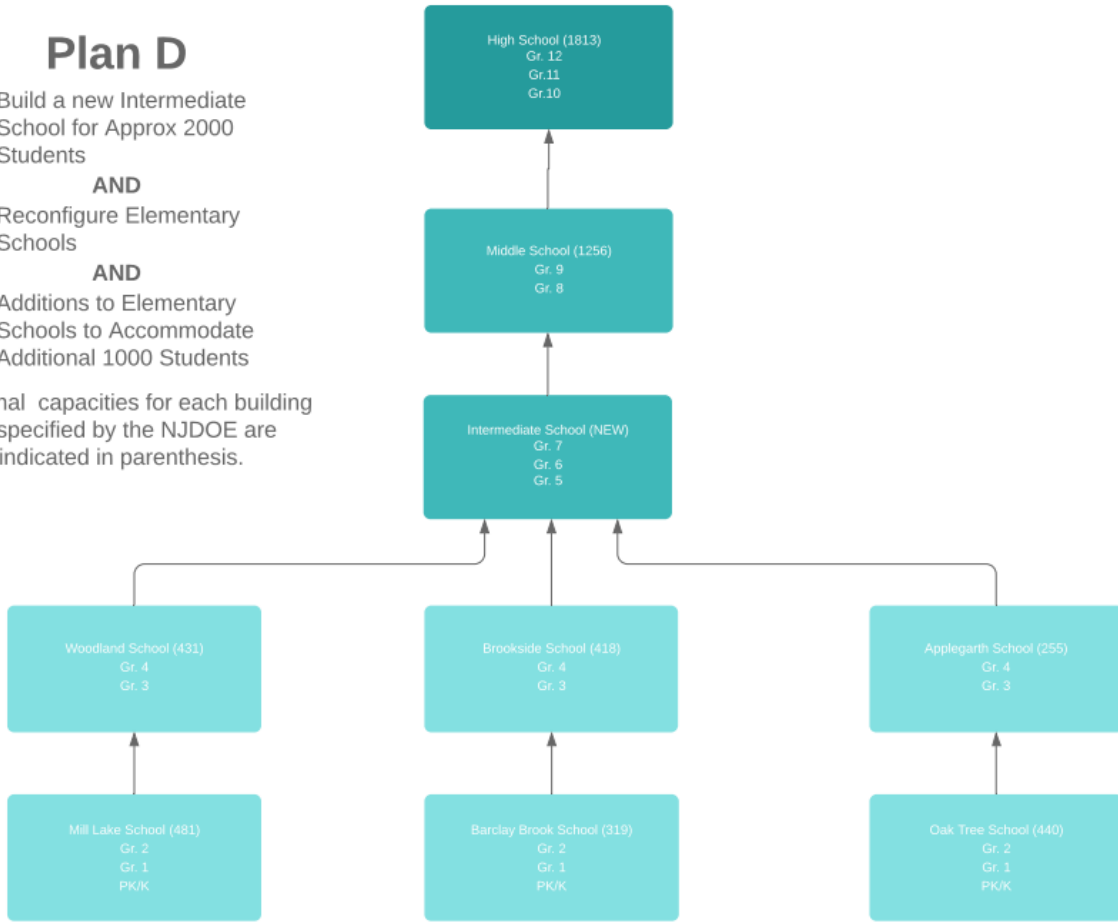 Plan D
Build a new Intermediate
School for Approx 2000
Students
AND
Reconfigure Elementary
Schools
AND
Additions to Elementary
Schools to Accommodate
Additional 1000 Students
capacities for each building
specified by the NJDOE are
indicated in parenthesis.
High School (1813)
Gr. 12
Gr.11
Gr.10
Middle School (1256)
Gr. 9
Gr. 8
Intermediate School (NEW)
Gr. 7
Gr. 6
Gr. 5
Woodland School (431)
Gr. 4
Gr. 3
Brookside School (418)
Gr. 4
Gr. 3
Applegarth School (255)
Gr. 4
Gr. 3
Mill Lake School (481)
Gr. 2
Gr. 1
PK/K
Barclay Brook School (319)
Gr. 2
Gr. 1
PK/K
Oak Tree School (440)
Gr. 2
Gr. 1
PK/K